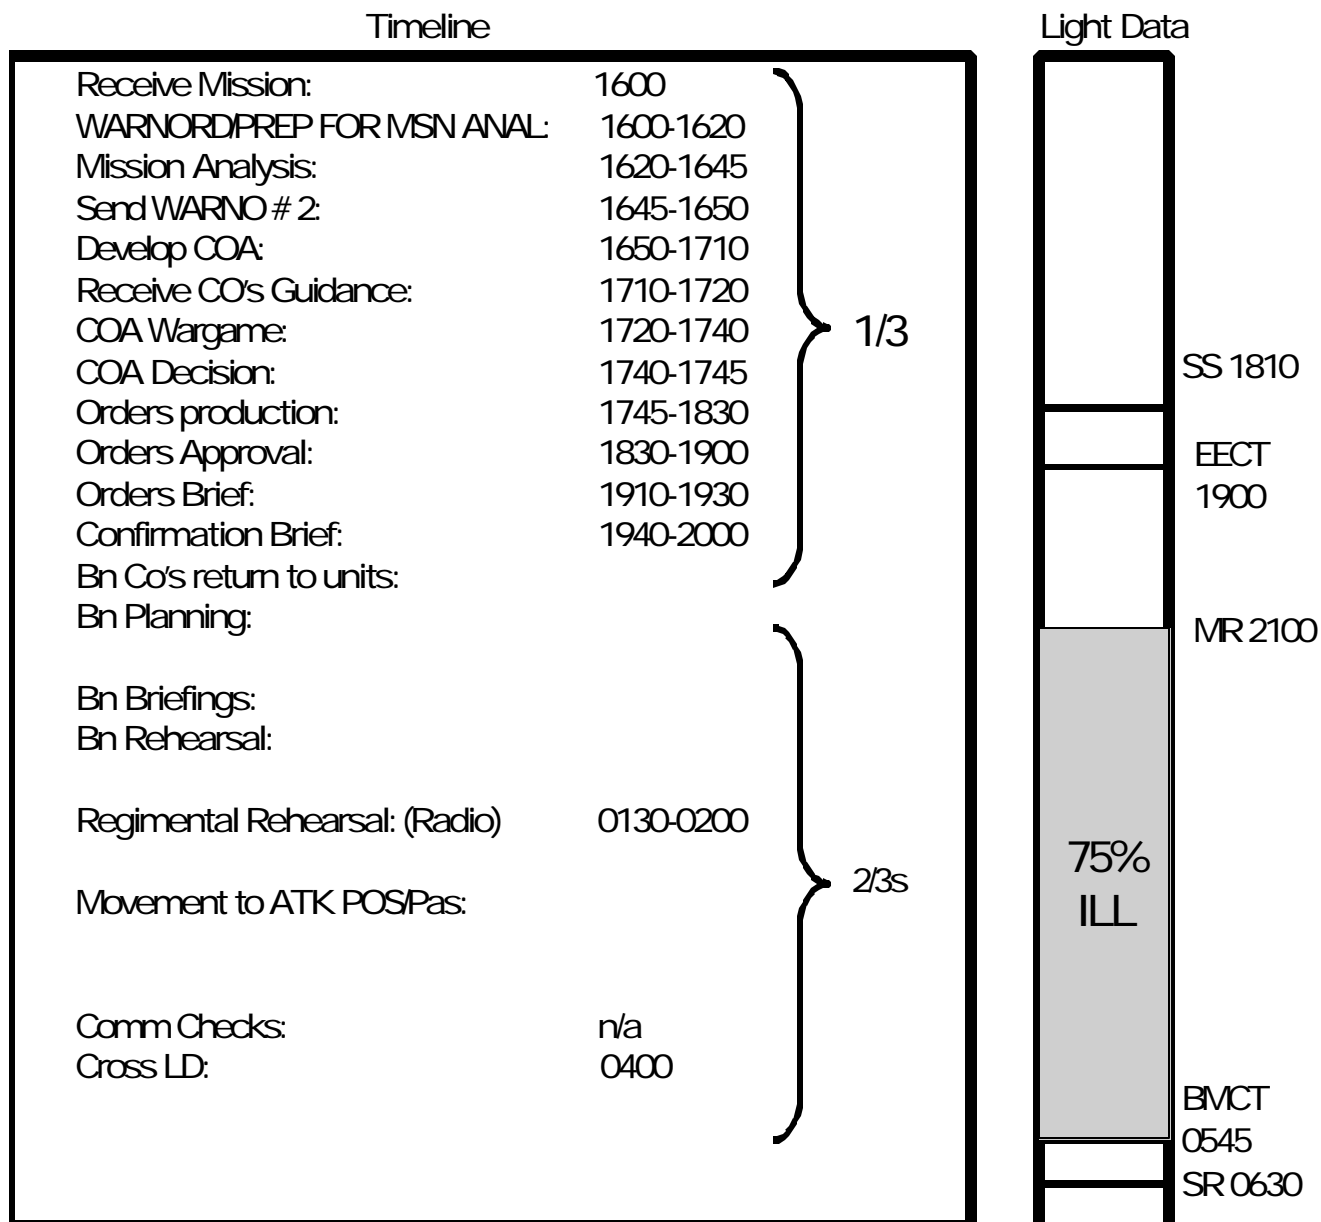 Timeline
Light Data
Receive Mission: 1600
WARNORD/PREP FOR MSN ANAL: 1600-1620
Mission Analysis: 1620-1645
Send WARNO # 2: 1645-1650
Develop COA: 1650-1710
Receive CO's Guidance: 1710-1720
COA Wargame: 1720-1740
COA Decision: 1740-1745
Orders production: 1745-1830
Orders Approval: 1830-1900
Orders Brief: 1910-1930
Confirmation Brief: 1940-2000
Bn Co's return to units:
Bn Planning:
Bn Briefings:
Bn Rehearsal:
Regimental Rehearsal: (Radio) 0130-0200
Movement to ATK POS/Pas:
Comm Checks: n/a
Cross LD: 0400
1/3
2/3s
SS 1810
EECT
1900
MR 2100
75%
ILL
BMCT
0545
SR 0630